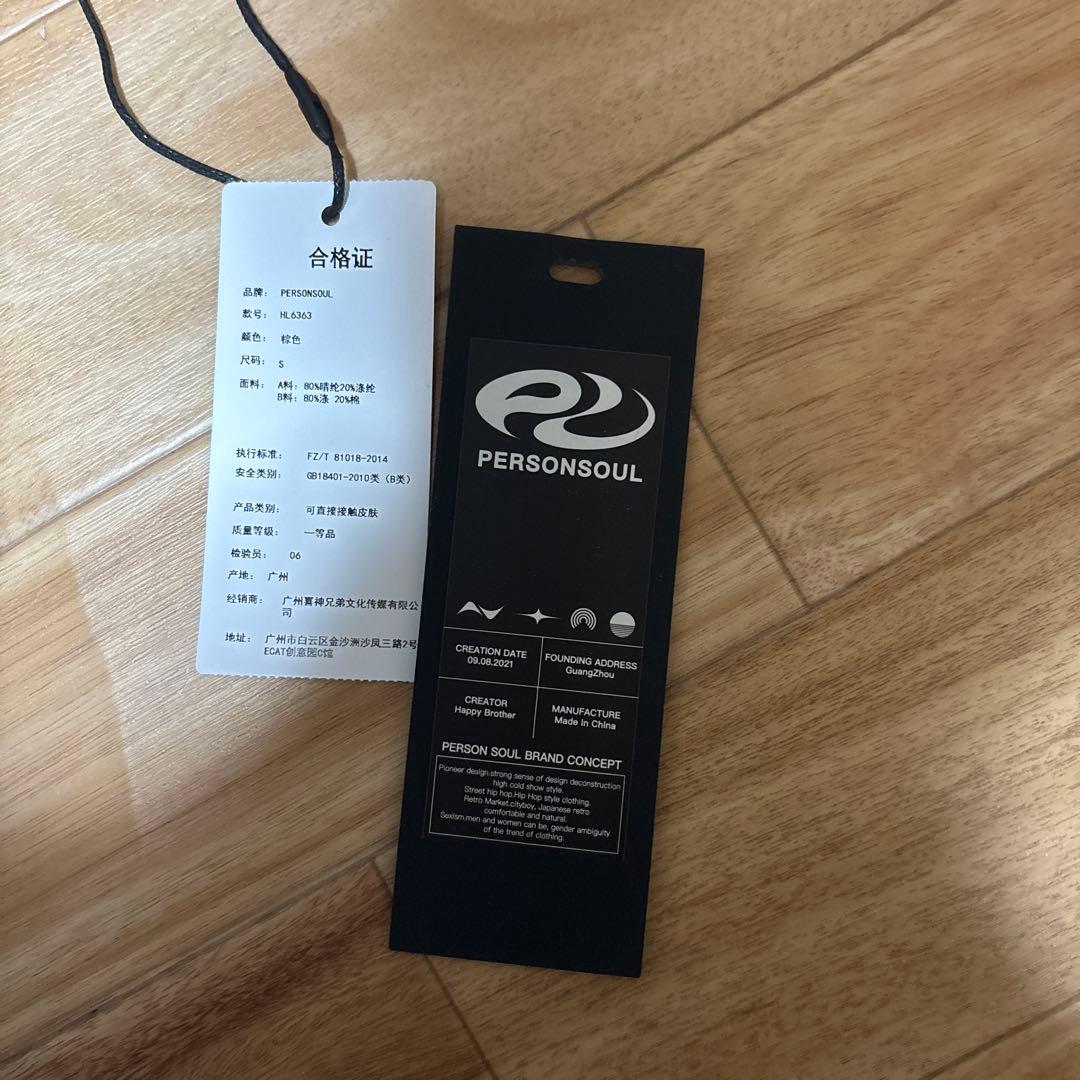 合格证
品牌： PERSONSOUL
款号： HL6363
颜色： 棕色
尺码： S
面料： A料：80%晴纶20%涤纶
B料：80%涤 20%棉
执行标准： FZ/T 81018-2014
安全类别： GB18401-2010类（B类）
产品类别： 可直接接触皮肤
质量等级： 一等品
检验员： 06
产地： 广州
经销商： 广州喜神兄弟文化传媒有限公
司
地址： 广州市白云区金沙洲沙凤三路2号
ECAT创意园C馆
PERSONSOUL
CREATION DATE
09.08.2021
FOUNDING ADDRESS
GuangZhou
CREATOR
Happy Brother
MANUFACTURE
Made in China
PERSON SOUL BRAND CONCEPT
Pioneer design.strong sense of design deconstruction
high cold show style.
Street hip hop.Hip Hop style clothing.
Retro Market.cityboy, Japanese retro
comfortable and natural.
Sexism.men and women can be, gender ambiguity
of the trend of clothing.